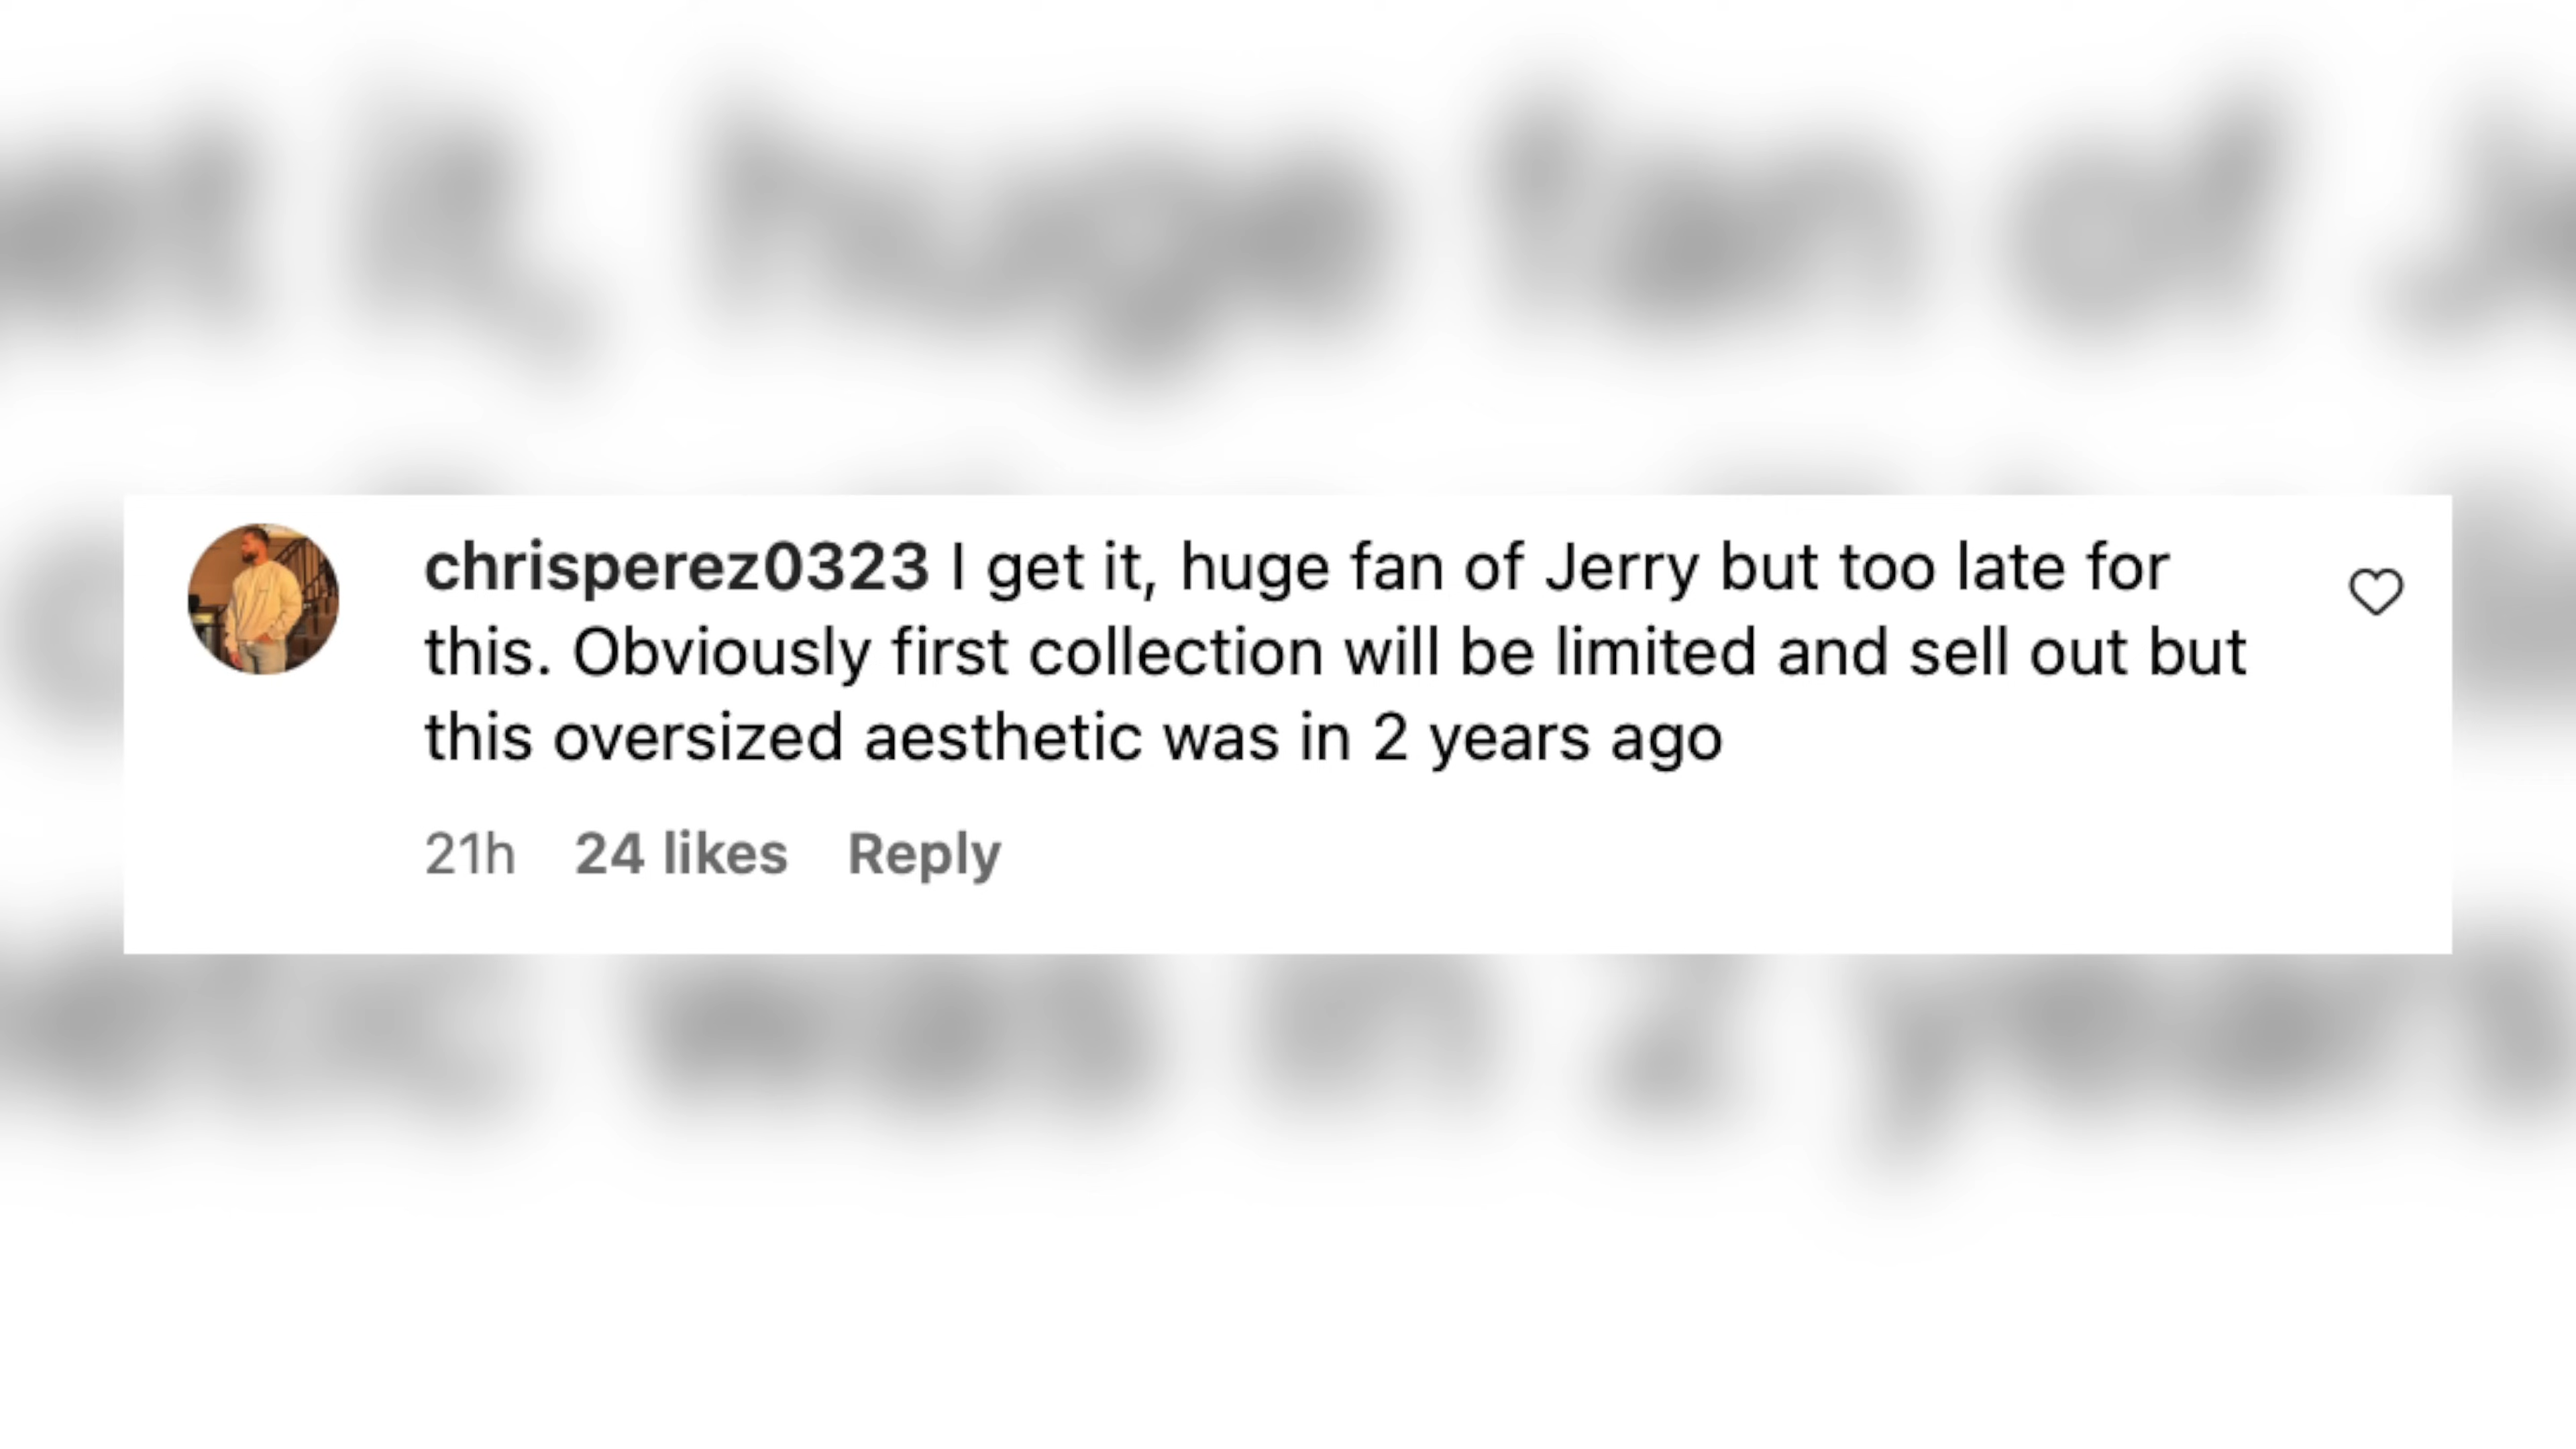 chrisperez0323 I get it, huge fan of Jerry but too late for
this. Obviously first collection will be limited and sell out but
this oversized aesthetic was in 2 years ago
21h 24 likes Reply